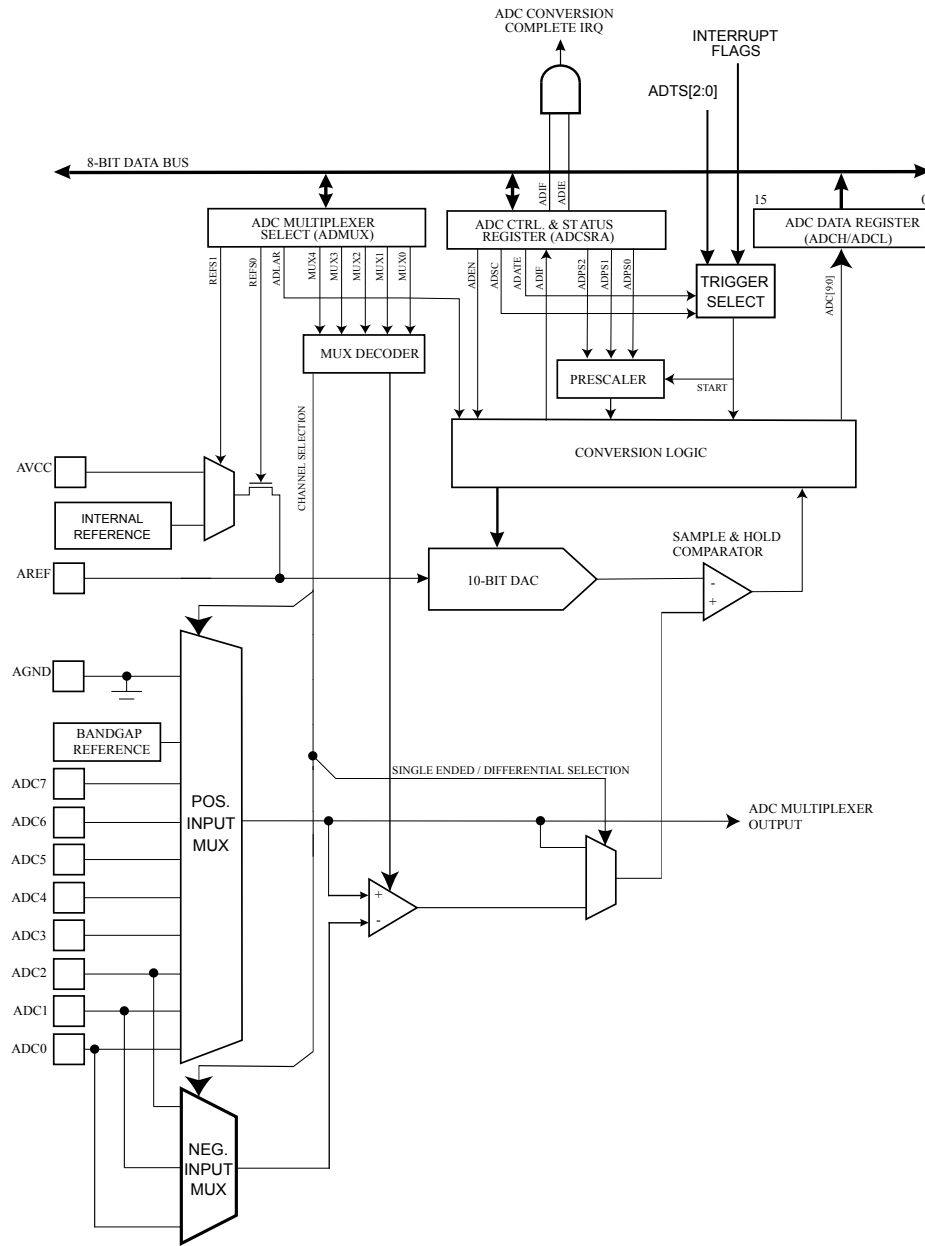 ADC CONVERSION
COMPLETE IRQ
INTERRUPT
FLAGS
ADTS[2:0]
8-BIT DATA BUS
ADIF
ADIE
15
0
ADC MULTIPLEXER
SELECT (ADMUX)
ADC CTRL. & STATUS
REGISTER (ADCSRA)
ADC DATA REGISTER
(ADCH/ADCL)
REFS1
REFS0
ADLAR
MUX4
MUX3
MUX2
MUX1
MUX0
ADEN
ADSC
ADATE
ADIF
ADPS2
ADPS1
ADPS0
TRIGGER
SELECT
ADC[9:0]
MUX DECODER
PRESCALER
START
CHANNEL SELECTION
CONVERSION LOGIC
AVCC
INTERNAL
REFERENCE
SAMPLE & HOLD
COMPARATOR
AREF
10-BIT DAC
-
+
AGND
BANDGAP
REFERENCE
SINGLE ENDED / DIFFERENTIAL SELECTION
ADC7
ADC6
ADC5
ADC4
ADC3
ADC2
ADC1
ADC0
POS.
INPUT
MUX
ADC MULTIPLEXER
OUTPUT
+
-
NEG.
INPUT
MUX